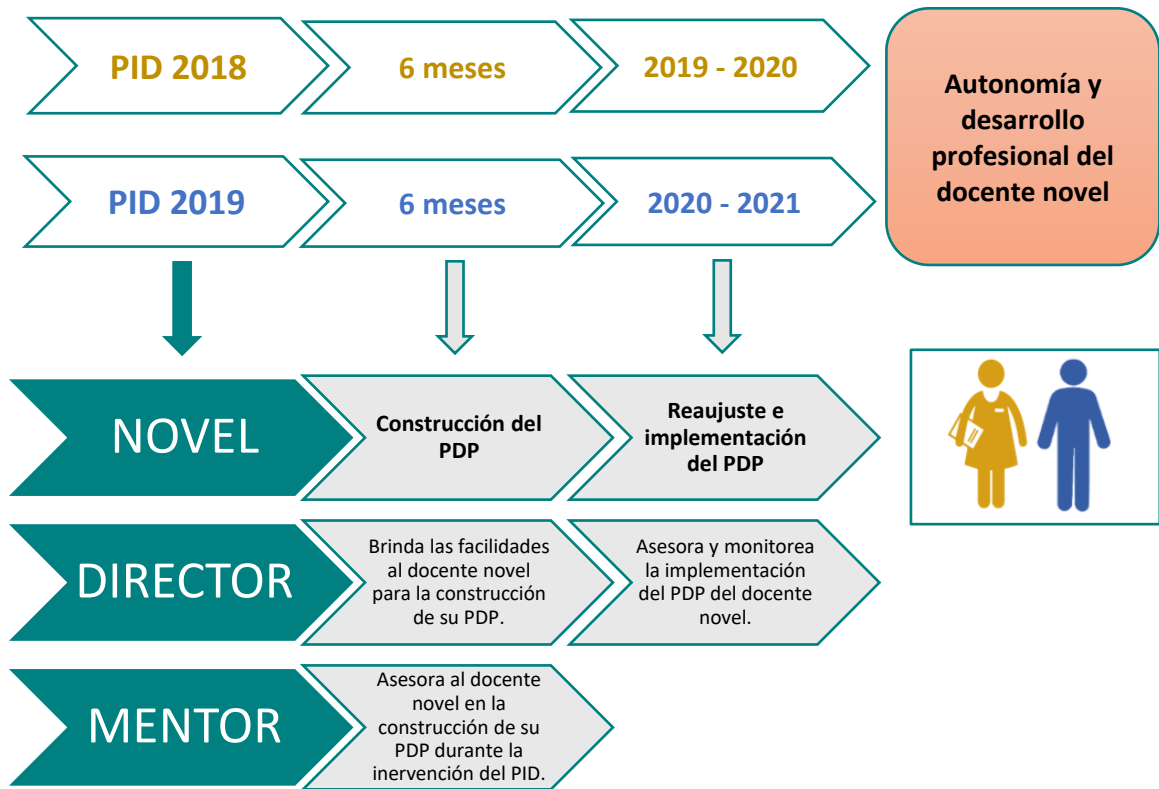 PID 2018
6 meses
2019 - 2020
Autonomía y
desarrollo
profesional del
docente novel
PID 2019
6 meses
2020 - 2021
NOVEL
Construcción del
PDP
Reaujuste e
implementación
del PDP
DIRECTOR
Brinda las facilidades
al docente novel
para la construcción
de su PDP.
Asesora y monitorea
la implementación
del PDP del docente
novel.
MENTOR
Asesora al docente
novel en la
construcción de su
PDP durante la
inervención del PID.